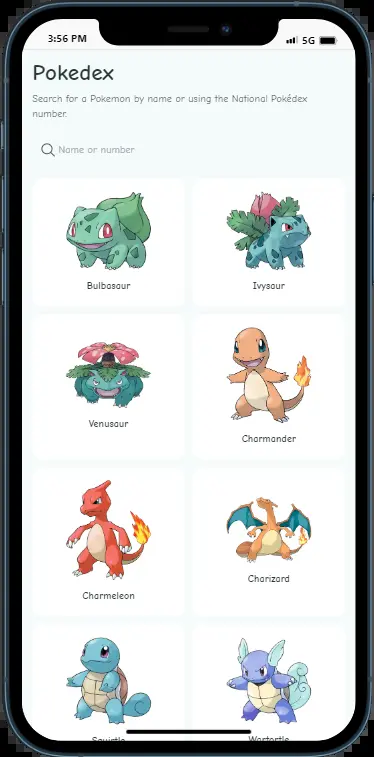 3:56 PM
5G
Pokedex
Search for a Pokemon by name or using the National Pokédex
number.
Name or number
Bulbasaur
Ivysaur
Venusaur
Charmander
Charmeleon
Charizard
Squirtle
Wartortle